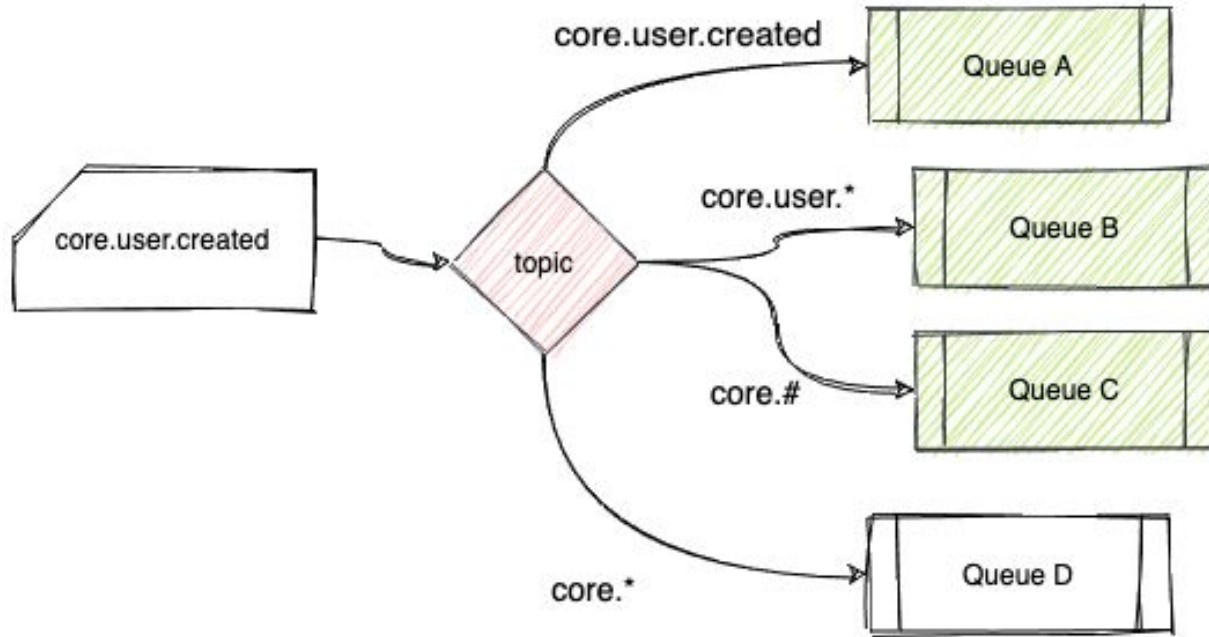 core.user.created
Queue A
core.user.created
topic
core.user.*
Queue B
core.#
Queue C
core.*
Queue D